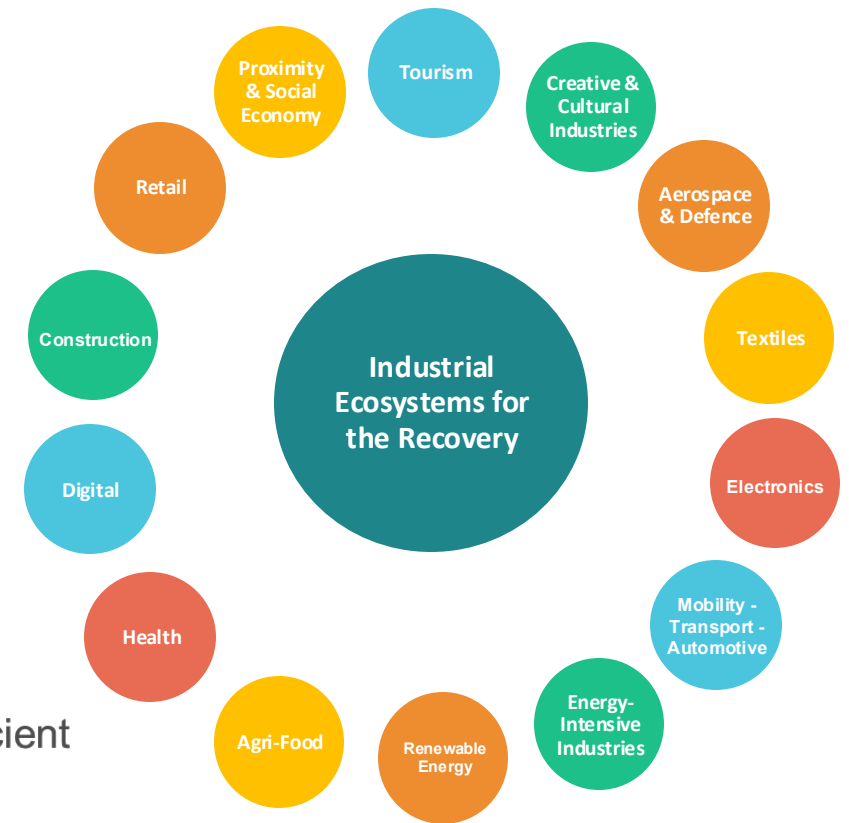 Tourism
Creative &
Cultural
Industries
Aerospace
& Defence
Textiles
Electronics
Mobility -
Transport -
Automotive
Energy-
Intensive
Industries
Renewable
Energy
Agri-Food
Health
Digital
Construction
Retail
Proximity
& Social
Economy
Industrial
Ecosystems for
the Recovery